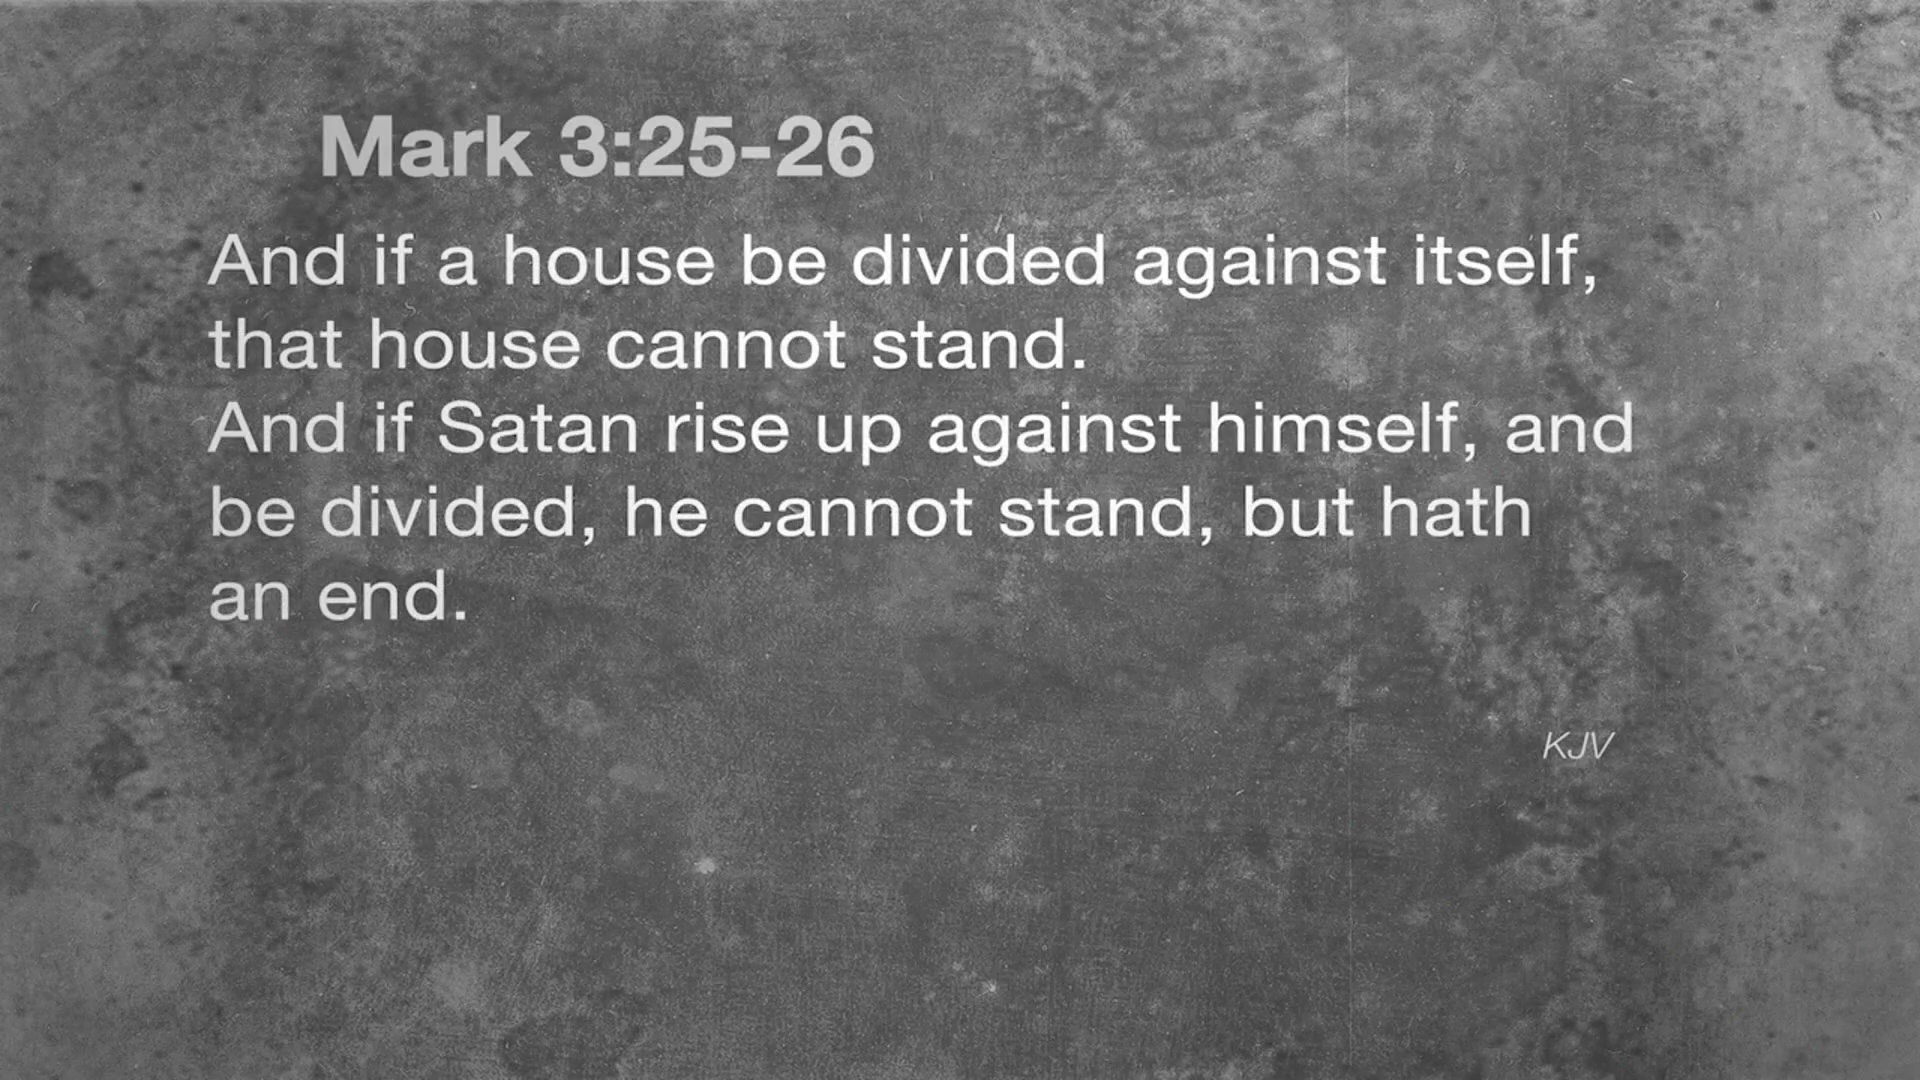 Mark 3:25-26
And if a house be divided against itself,
that house cannot stand.
And if Satan rise up against himself, and
be divided, he cannot stand, but hath
an end.
KJV